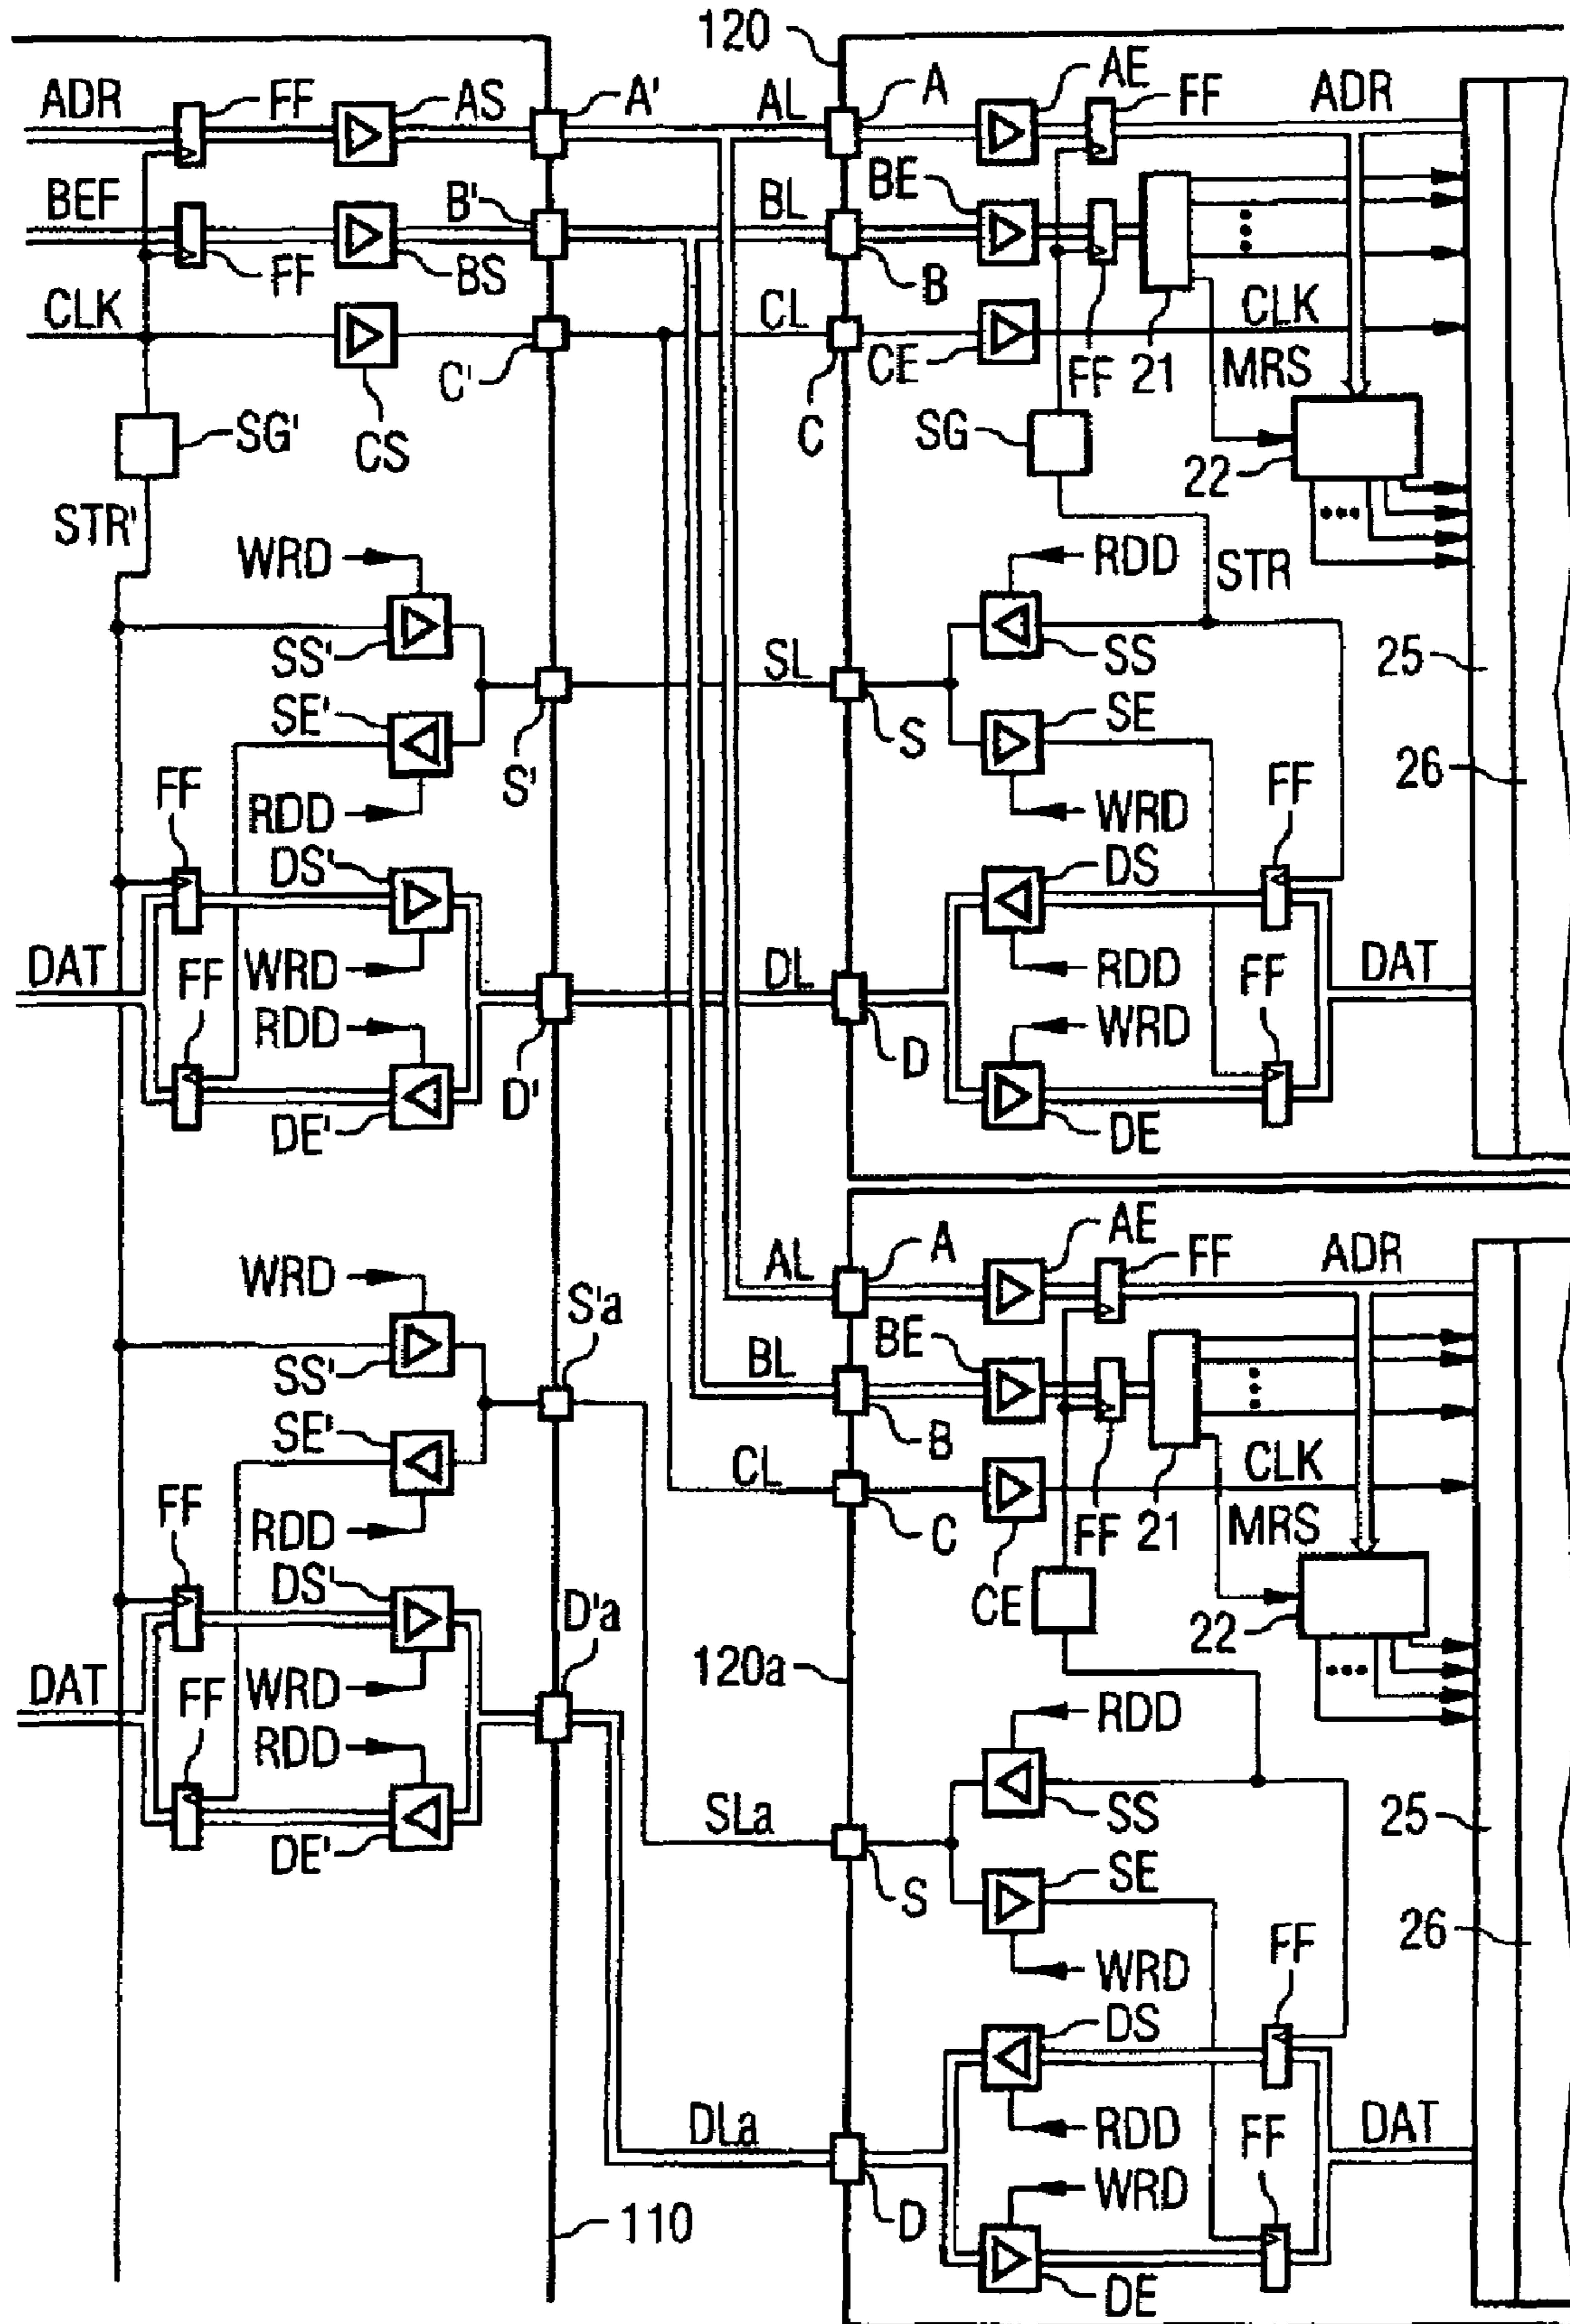 120
ADR FF AS A' AL A AE FF ADR
BEF B' BL BE
FF BS B
CLK CL CLK
C' CE FF 21 MRS
SG' CS C SG 22
STR'
WRD RDD STR
SS' SL SS 25
SE' S SE
S' 26
FF RDD WRD FF
DS' DS
DAT FF WRD DL RDD FF DAT
RDD WRD
D' D
DE' DE
AE
WRD AL A FF ADR
S'a
SS' BL BE
SE' B
CL CLK
FF RDD C FF 21 MRS
DS' D'a CE 22
120a
DAT FF WRD RDD
RDD
SLa SS 25
DE' S SE
FF 26
WRD
DS
DLa RDD FF DAT
WRD
110 D
DE